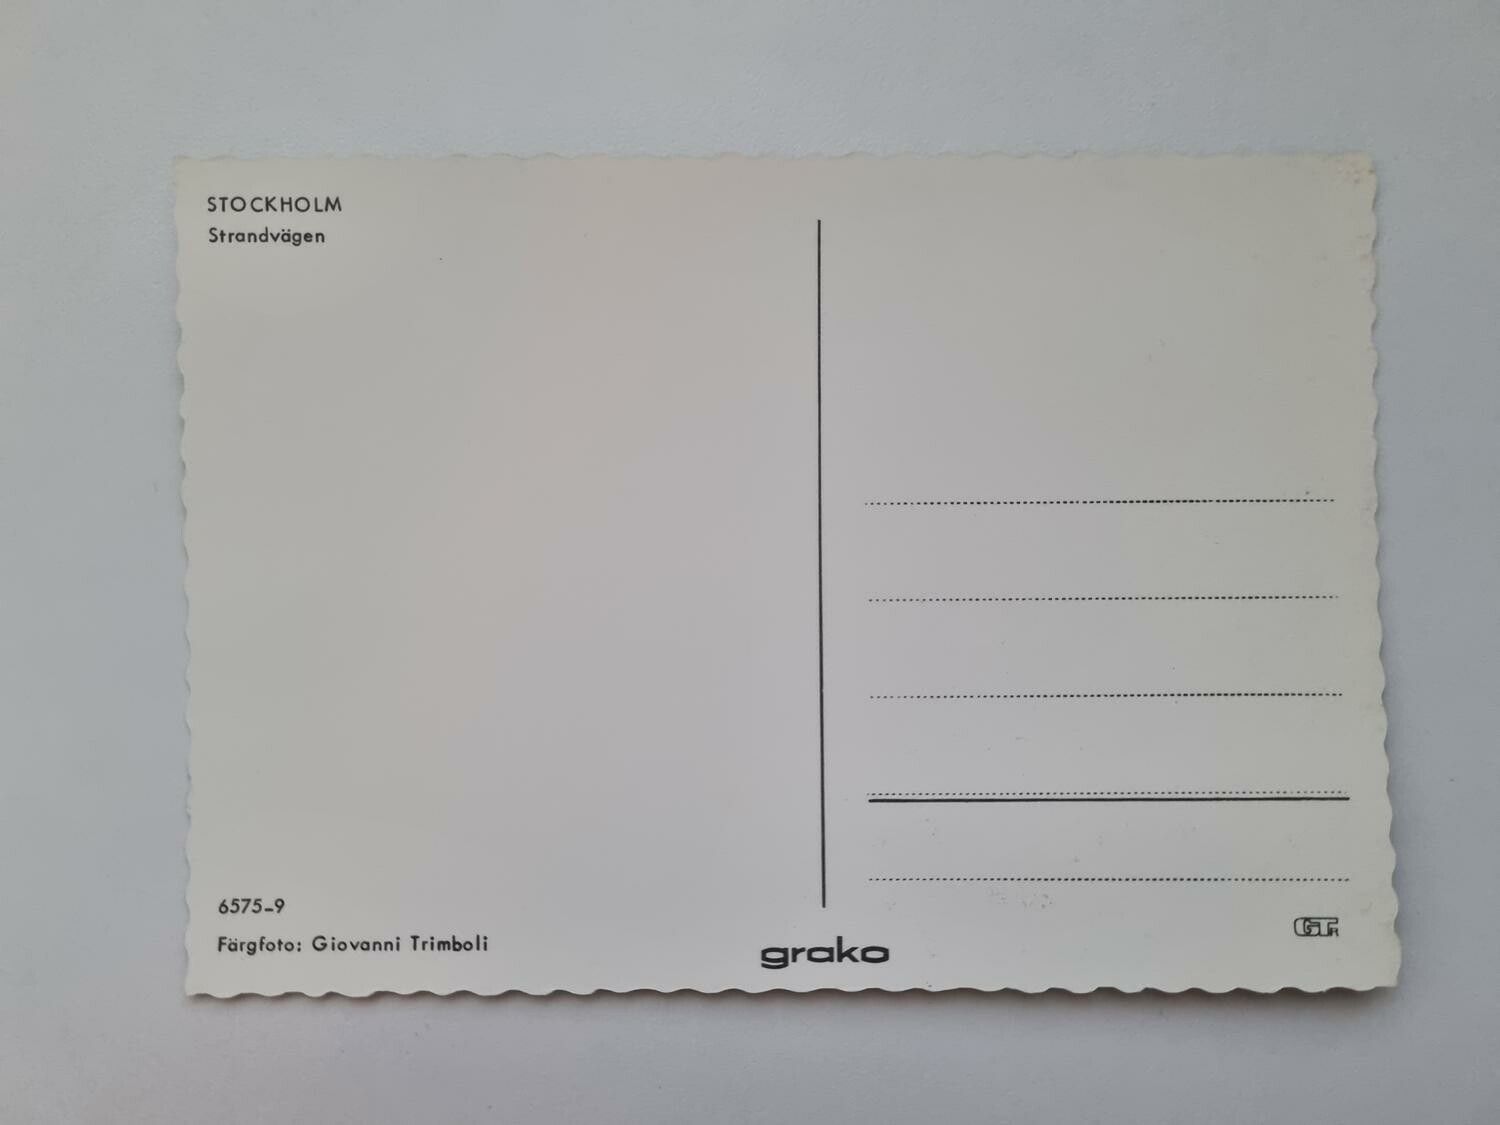 STOCKHOLM
Strandvägen
6575-9
Färgfoto: Giovanni Trimboli
grako